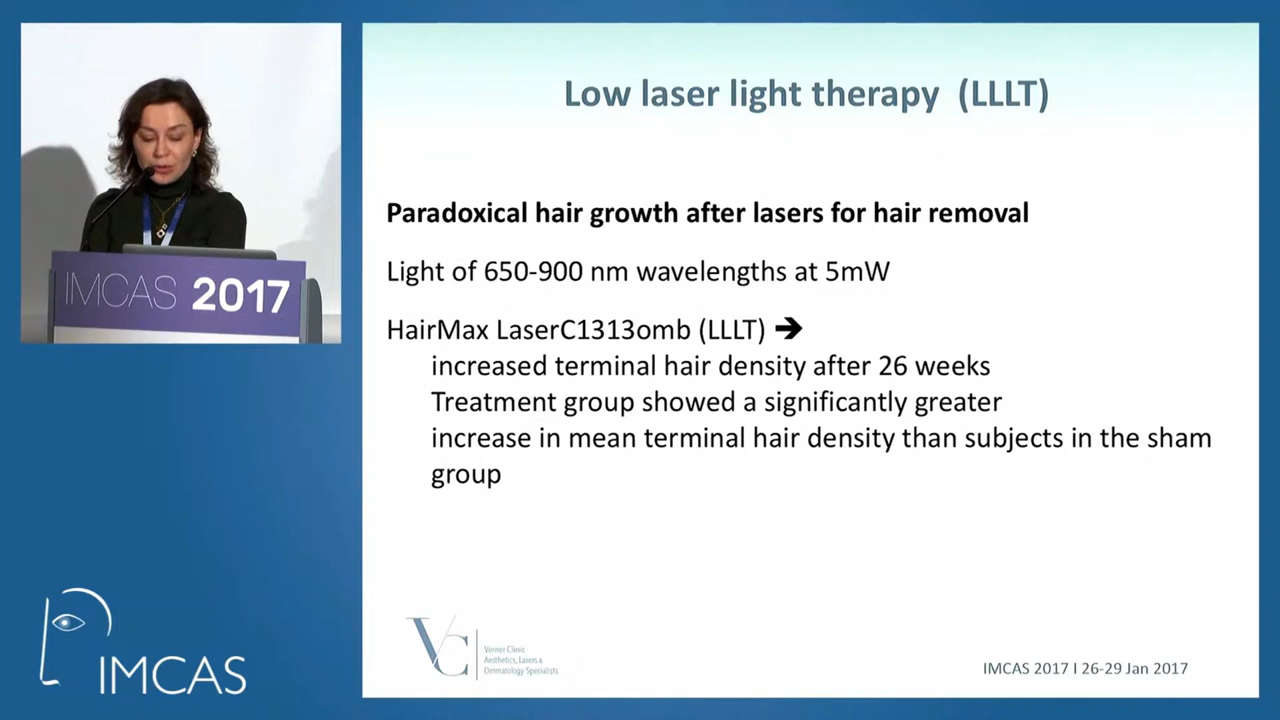 Low laser light therapy (LLLT)
Paradoxical hair growth after lasers for hair removal
Light of 650-900 nm wavelengths at 5mW
HairMax LaserC1313omb (LLLT) ➔
increased terminal hair density after 26 weeks
Treatment group showed a significantly greater
increase in mean terminal hair density than subjects in the sham
group
IMCAS 2017
VC
Verner Clinic
Aesthetics, Lasers &
Dermatology Specialists
IMCAS 2017 I 26-29 Jan 2017
IMCAS